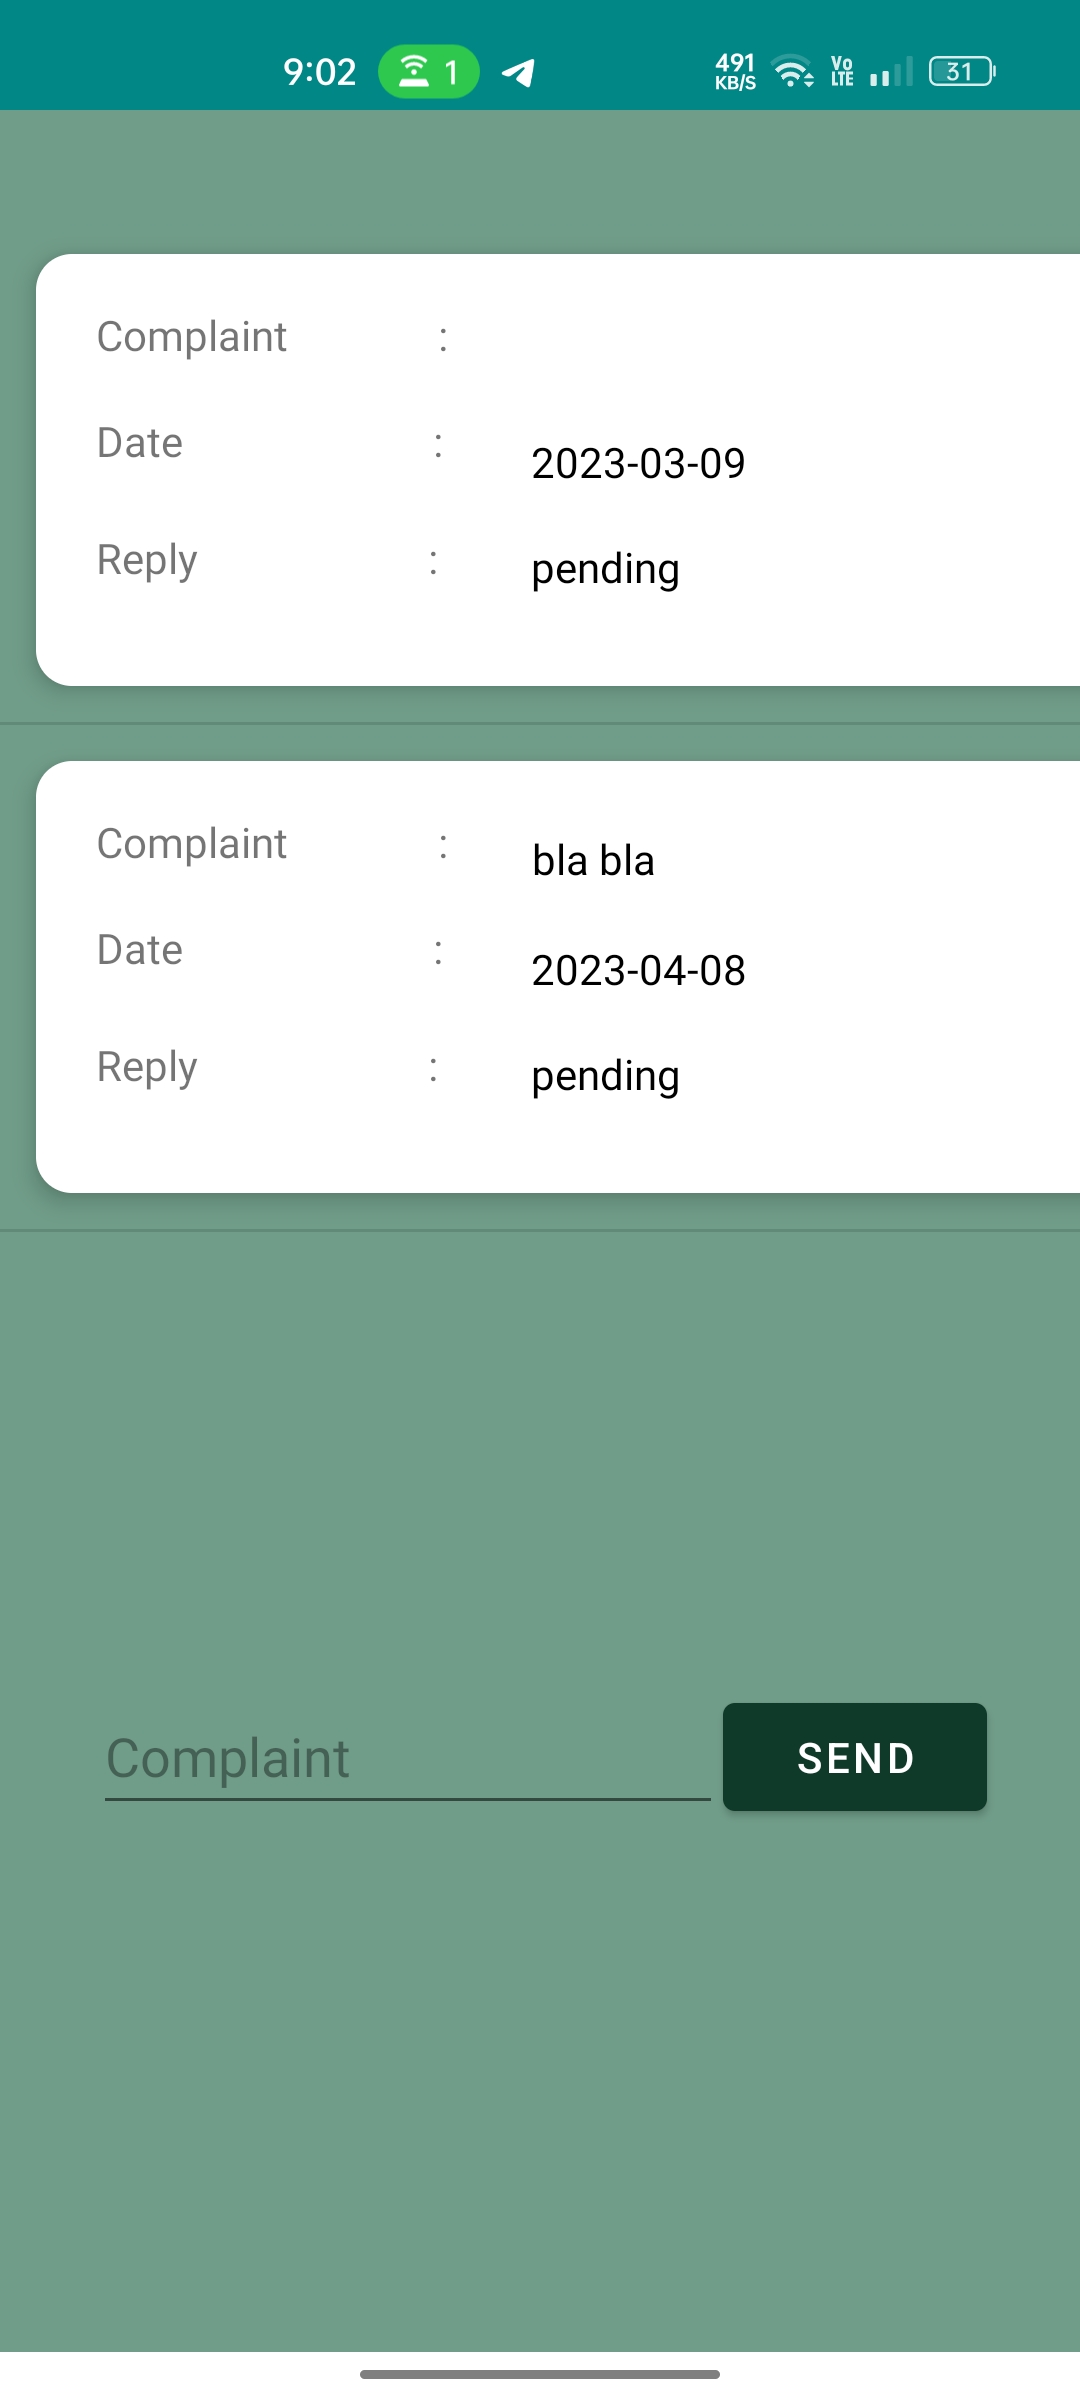 9:02 1 491 KB/S Vo LTE 31
Complaint :
Date : 2023-03-09
Reply : pending
Complaint : bla bla
Date : 2023-04-08
Reply : pending
Complaint SEND